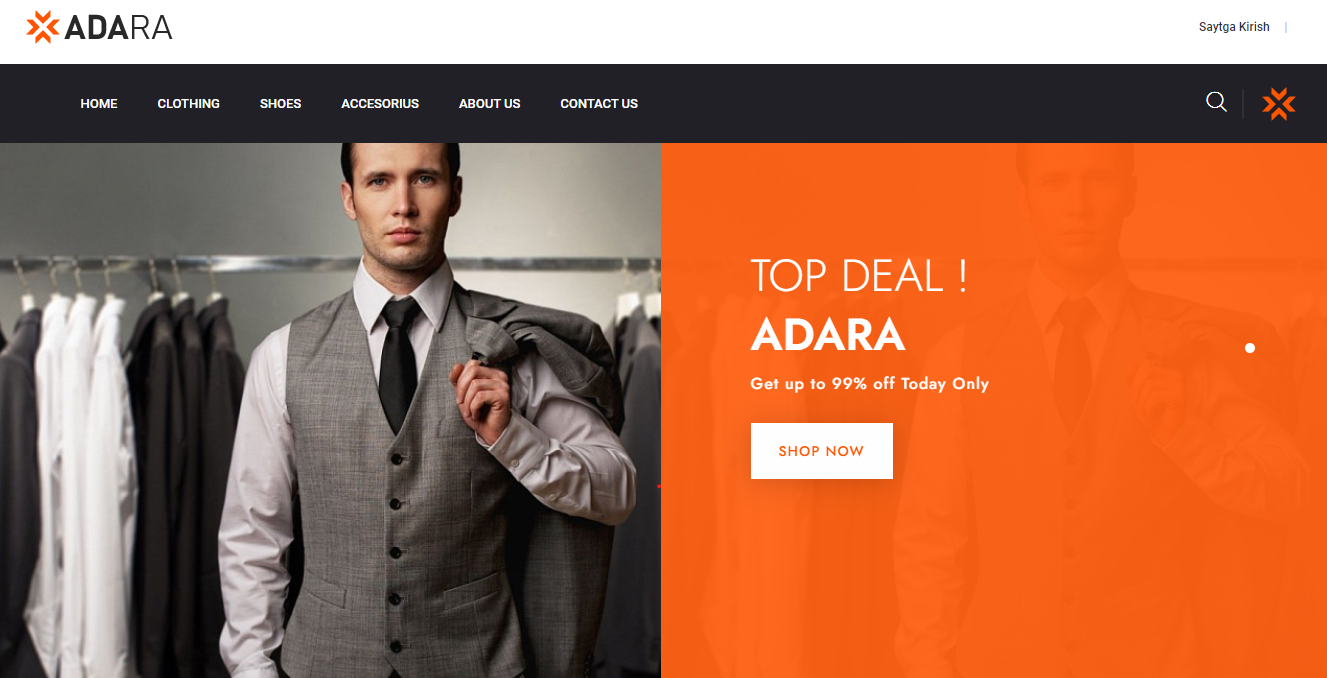 ADARA
Saytga Kirish
HOME CLOTHING SHOES ACCESORIUS ABOUT US CONTACT US
TOP DEAL !
ADARA
Get up to 99% off Today Only
SHOP NOW